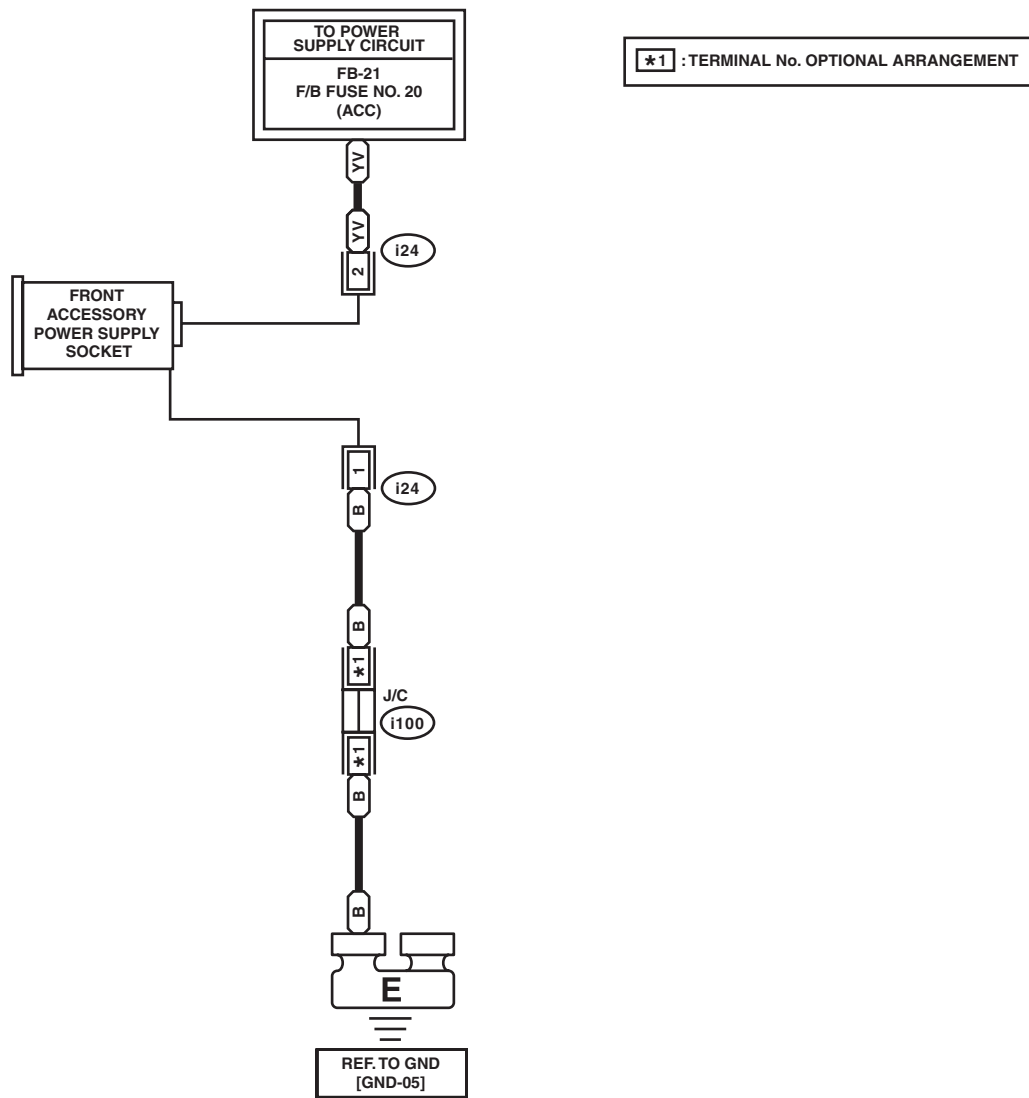 TO POWER
SUPPLY CIRCUIT
FB-21
F/B FUSE NO. 20
(ACC)
*1 : TERMINAL No. OPTIONAL ARRANGEMENT
YV
YV
i24
2
FRONT
ACCESSORY
POWER SUPPLY
SOCKET
1
i24
B
B
*1
J/C
i100
*1
B
B
E
REF. TO GND
[GND-05]